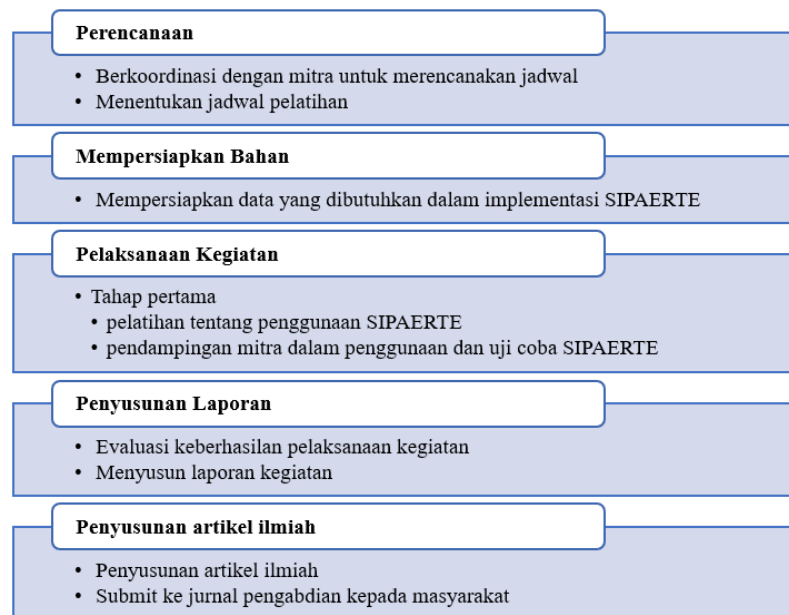 Perencanaan
• Berkoordinasi dengan mitra untuk merencanakan jadwal
• Menentukan jadwal pelatihan
Mempersiapkan Bahan
• Mempersiapkan data yang dibutuhkan dalam implementasi SIPAERTE
Pelaksanaan Kegiatan
• Tahap pertama
• pelatihan tentang penggunaan SIPAERTE
• pendampingan mitra dalam penggunaan dan uji coba SIPAERTE
Penyusunan Laporan
• Evaluasi keberhasilan pelaksanaan kegiatan
• Menyusun laporan kegiatan
Penyusunan artikel ilmiah
• Penyusunan artikel ilmiah
• Submit ke jurnal pengabdian kepada masyarakat